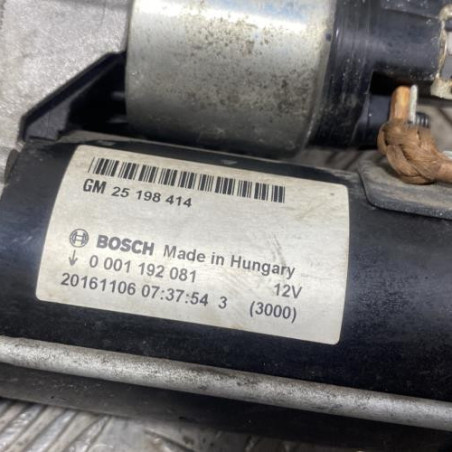 GM 25 198 414
BOSCH Made in Hungary
↓ 0 001 192 081 12V
20161106 07:37:54 3 (3000)